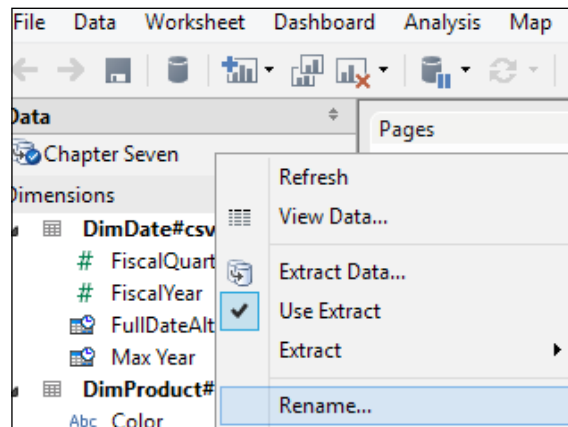 File Data Worksheet Dashboard Analysis Map
Data
Pages
Chapter Seven
Dimensions
DimDate#csv
# FiscalQuart
# FiscalYear
FullDateAlt
Max Year
DimProduct#
Abc Color
Refresh
View Data...
Extract Data...
Use Extract
Extract
Rename...